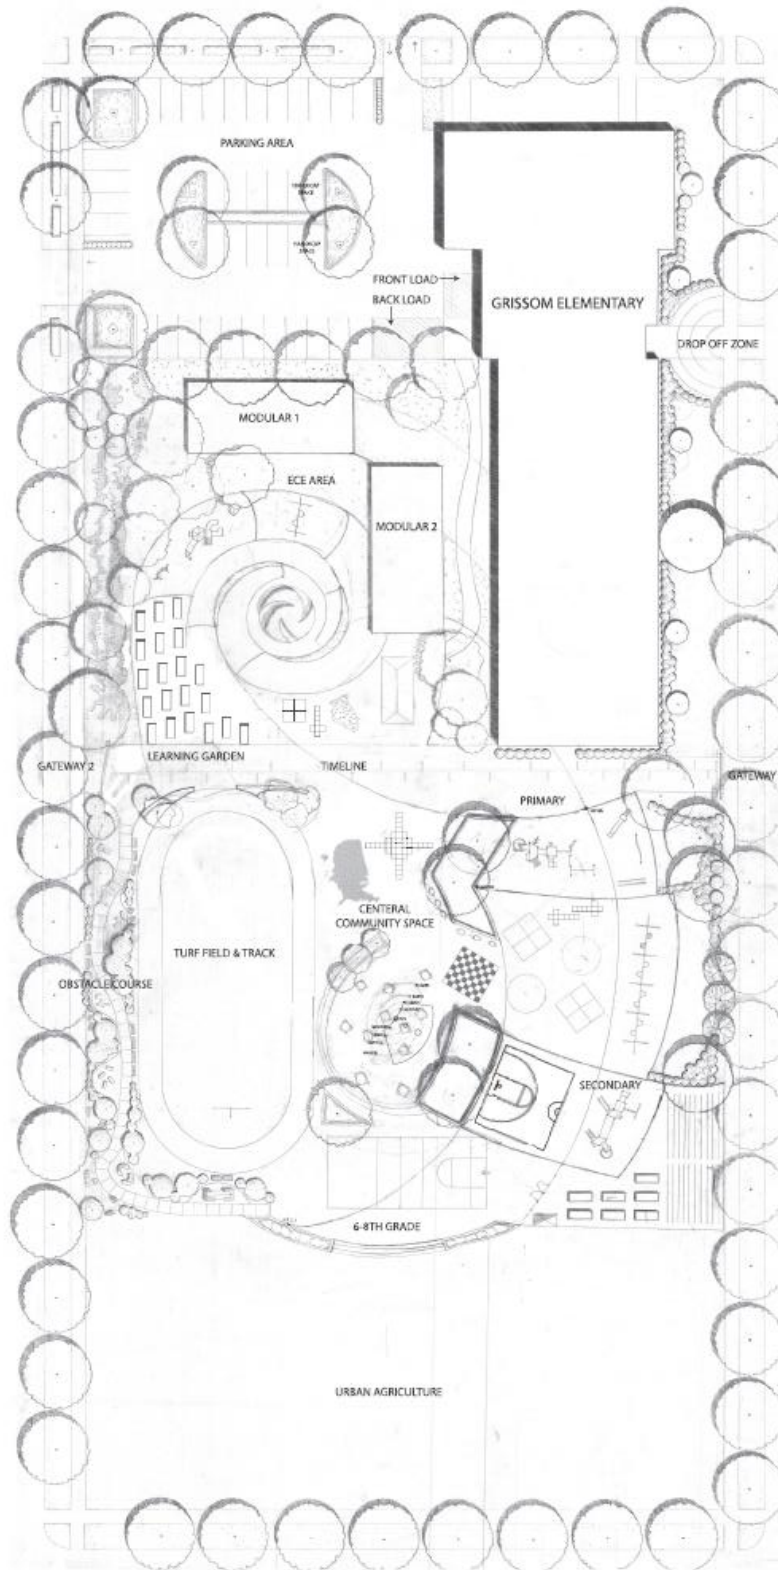 PARKING AREA
SPACE
SPACE
FRONT LOAD
BACK LOAD
GRISSOM ELEMENTARY
DROP OFF ZONE
MODULAR 1
ECE AREA
MODULAR 2
LEARNING GARDEN
GATEWAY 2
TIMELINE
GATEWAY
PRIMARY
CENTERAL
COMMUNITY SPACE
TURF FIELD & TRACK
OBSTACLE COURSE
SECONDARY
6-8TH GRADE
URBAN AGRICULTURE